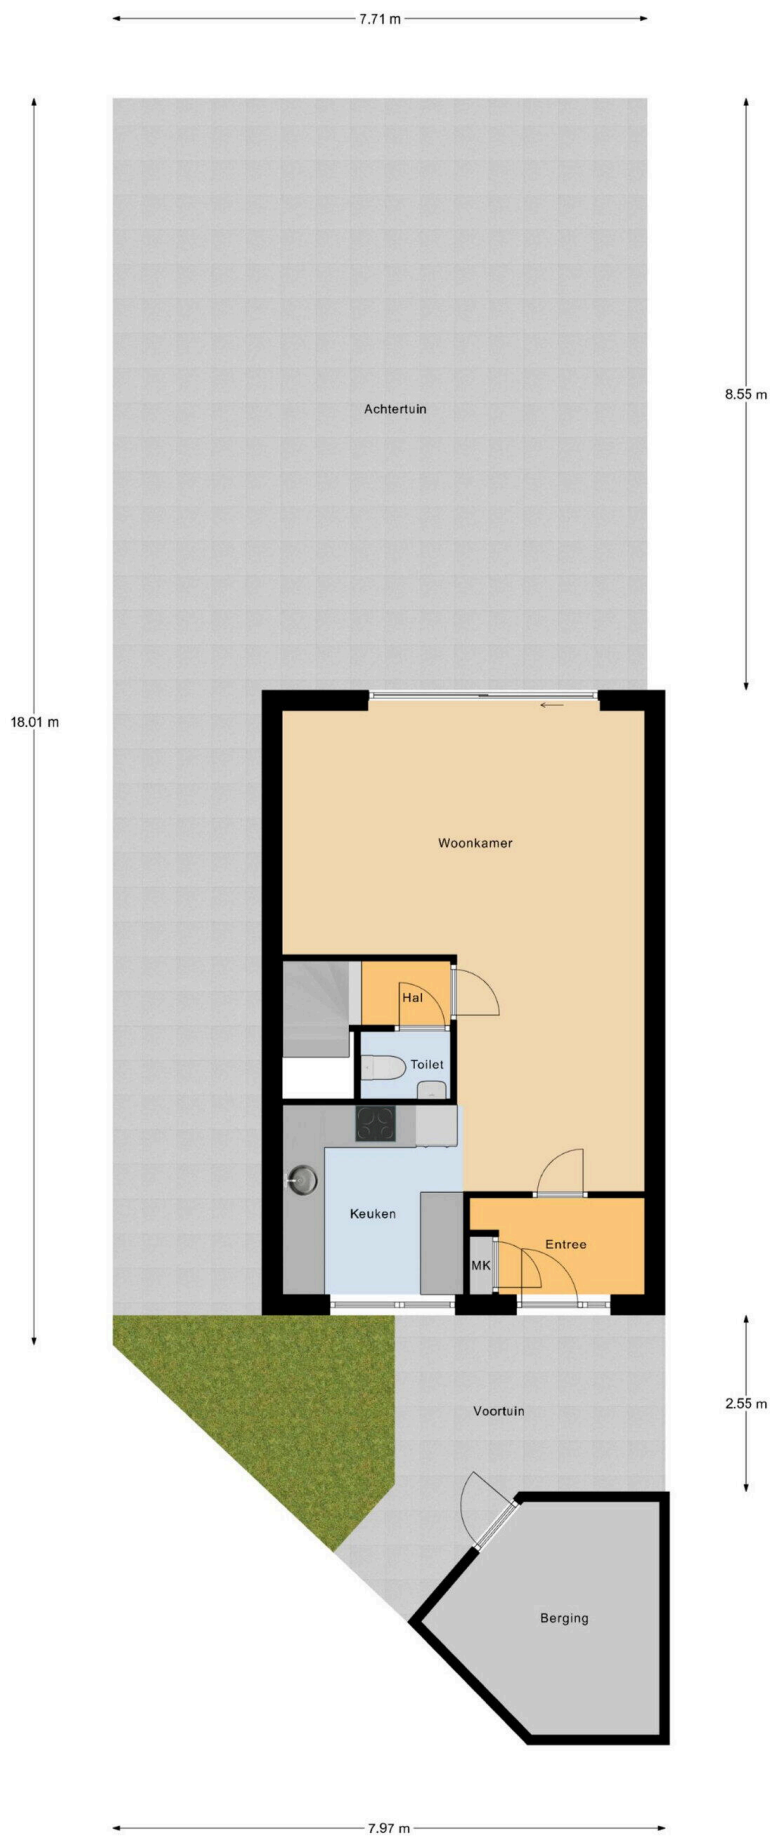 7.71 m
8.55 m
Achtertuin
18.01 m
Woonkamer
Hal
Toilet
Keuken
Entree
MK
2.55 m
Voortuin
Berging
7.97 m